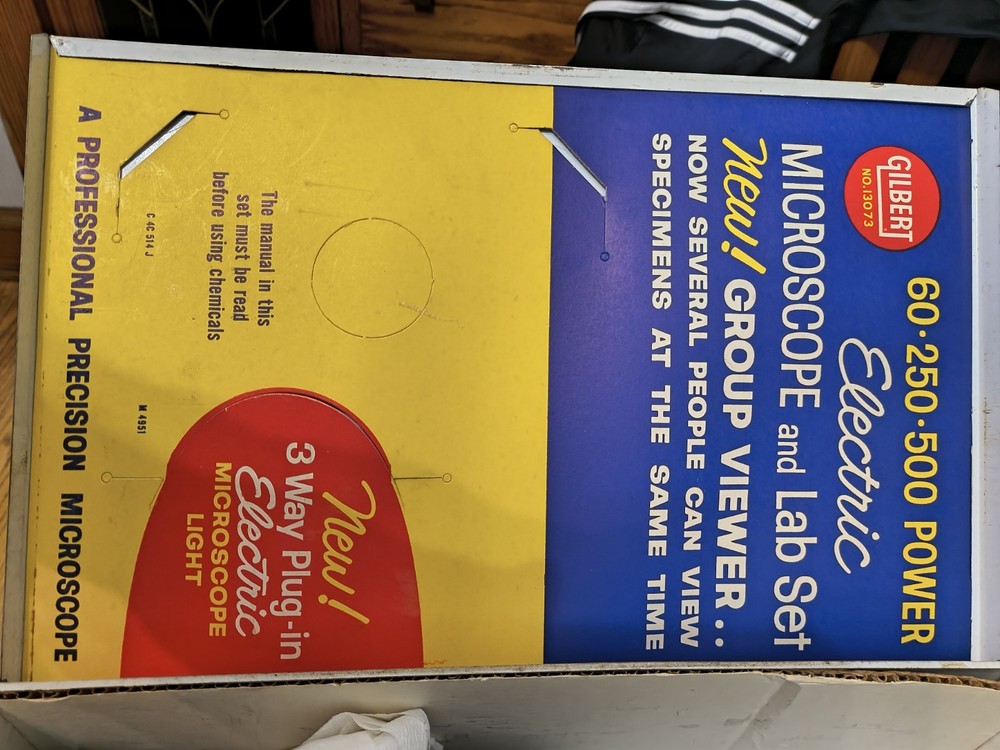 60·250·500 POWER
GILBERT
NO.13073
Electric
MICROSCOPE and Lab Set
New! GROUP VIEWER..
NOW SEVERAL PEOPLE CAN VIEW
SPECIMENS AT THE SAME TIME
New!
3 Way Plug-in
Electric
MICROSCOPE
LIGHT
The manual in this
set must be read
before using chemicals
C 4C 514 J
M 4951
A PROFESSIONAL PRECISION MICROSCOPE